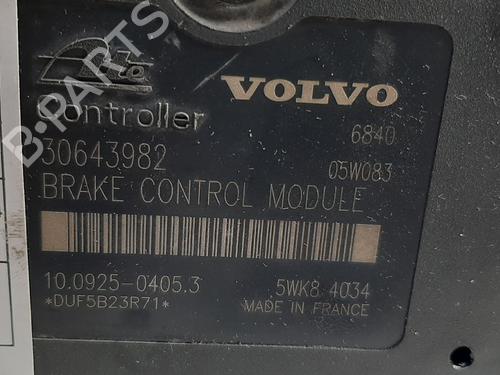 Ate
VOLVO
Controller
6840
30643982
05W083
BRAKE CONTROL MODULE
10.0925-0405.3
5WK8 4034
*DUF5B23R71*
MADE IN FRANCE
B-PARTS